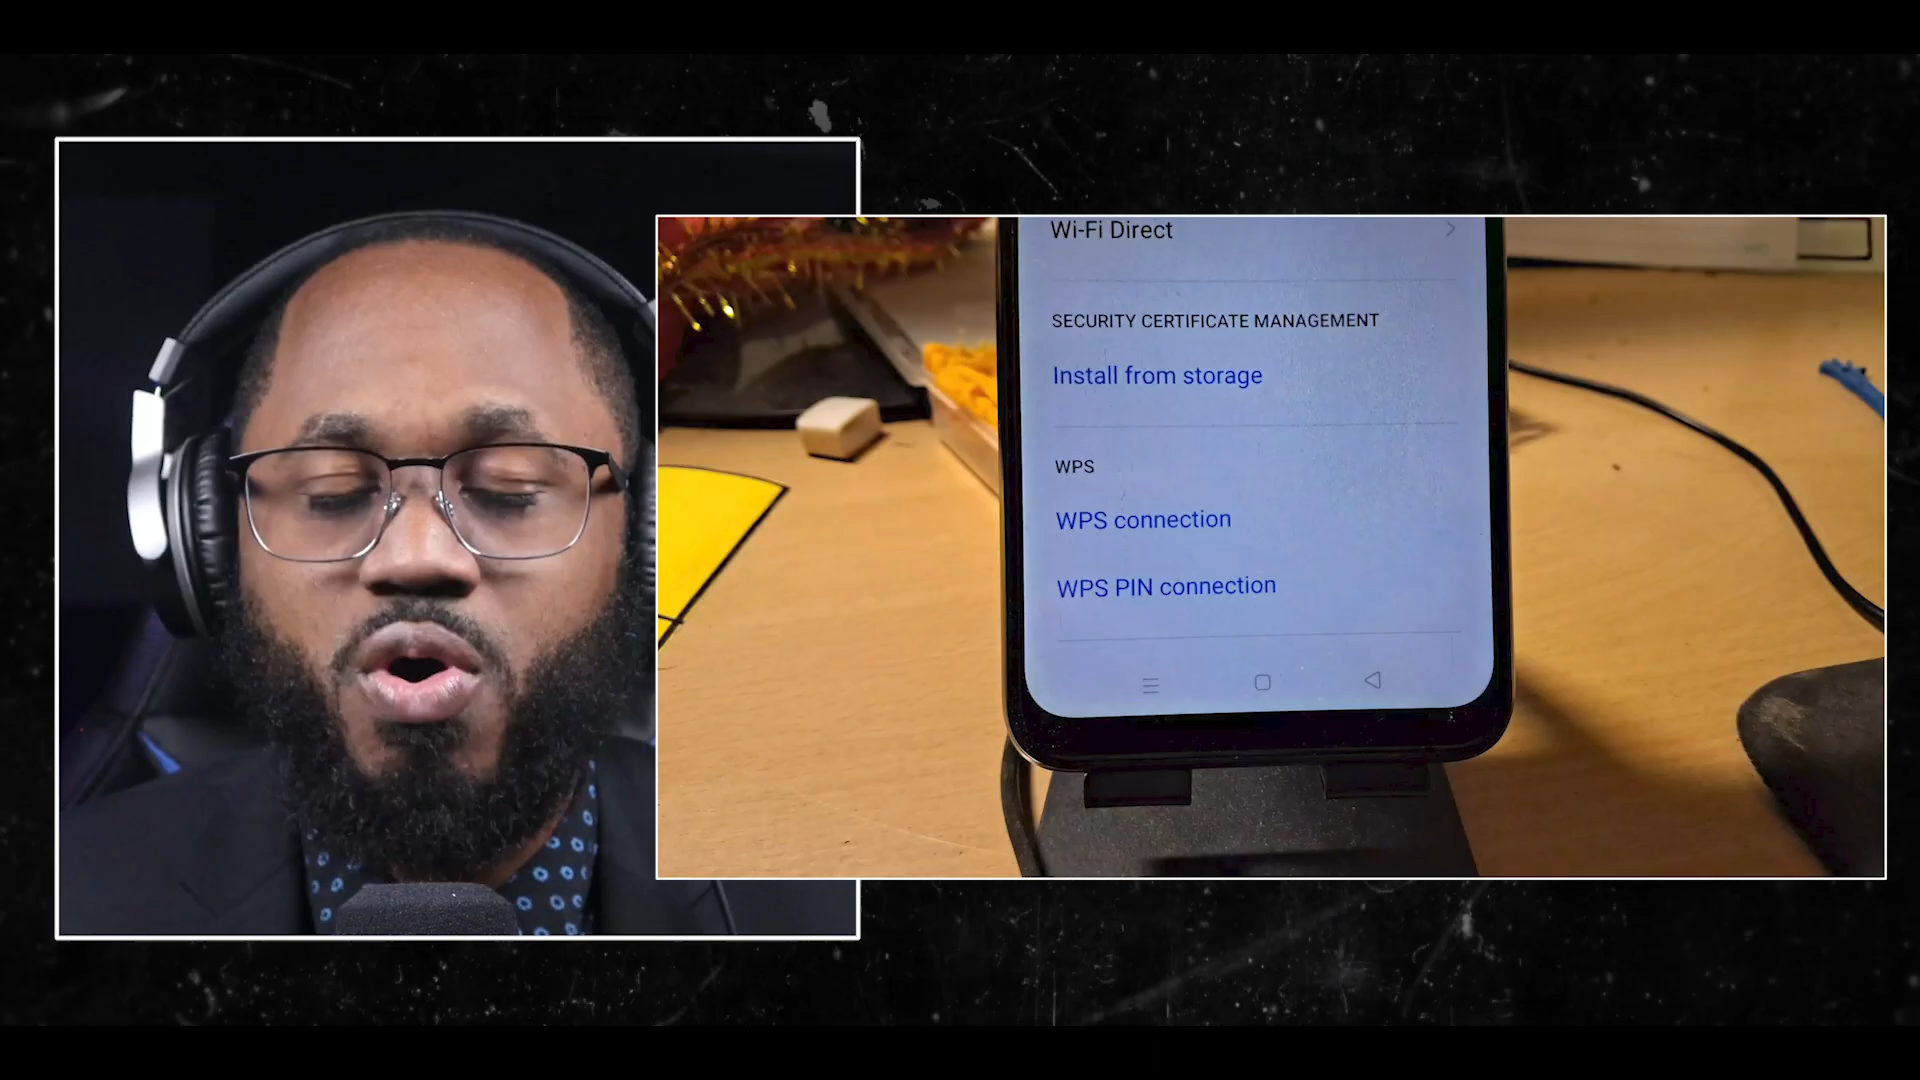 Wi-Fi Direct
SECURITY CERTIFICATE MANAGEMENT
Install from storage
WPS
WPS connection
WPS PIN connection